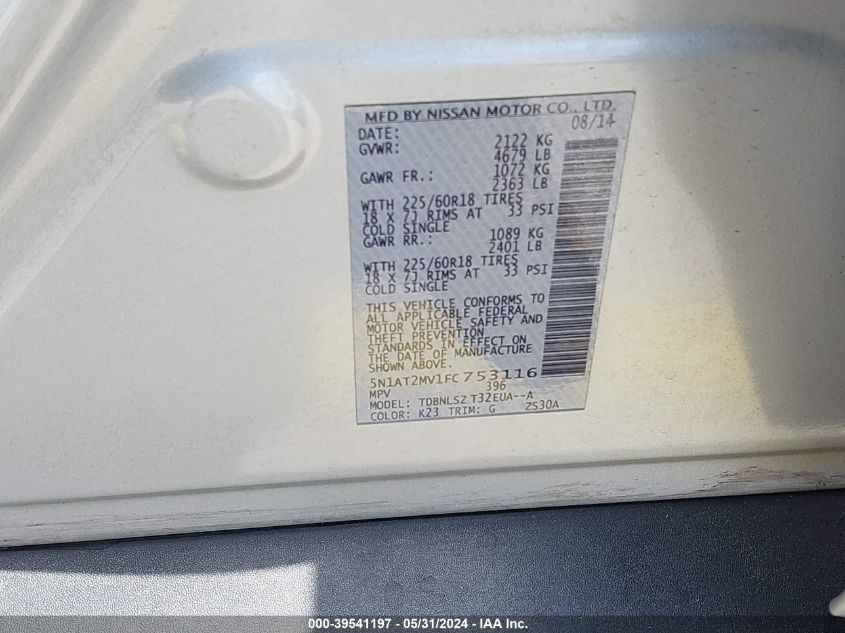 MFD BY NISSAN MOTOR CO., LTD.
DATE: 08/14
GVWR: 2122 KG
4679 LB
GAWR FR.: 1072 KG
2363 LB
WITH 225/60R18 TIRES
18 X 7J RIMS AT 33 PSI
COLD SINGLE
GAWR RR.: 1089 KG
2401 LB
WITH 225/60R18 TIRES
18 X 7J RIMS AT 33 PSI
COLD SINGLE
THIS VEHICLE CONFORMS TO
ALL APPLICABLE FEDERAL
MOTOR VEHICLE SAFETY AND
THEFT PREVENTION
STANDARDS IN EFFECT ON
THE DATE OF MANUFACTURE
SHOWN ABOVE.
5N1AT2MV1FC753116
MPV 396
MODEL: TDBNLSZ T32EUA--A
COLOR: K23 TRIM: G ZS30A
000-39541197 - 05/31/2024 - IAA Inc.